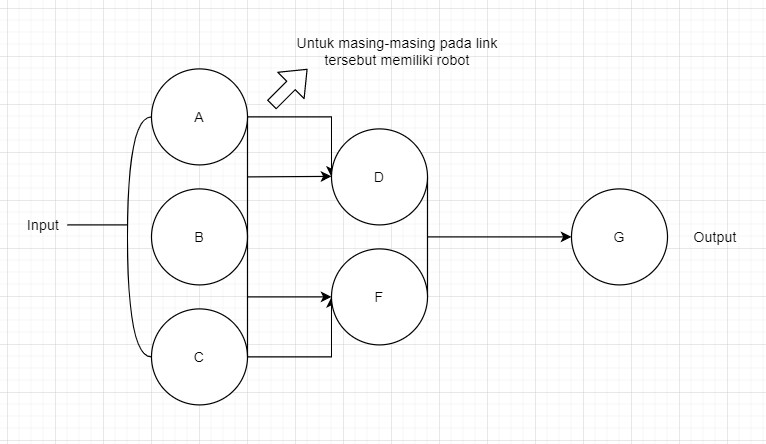 Untuk masing-masing pada link
tersebut memiliki robot
A
D
Input
B
G
Output
F
C